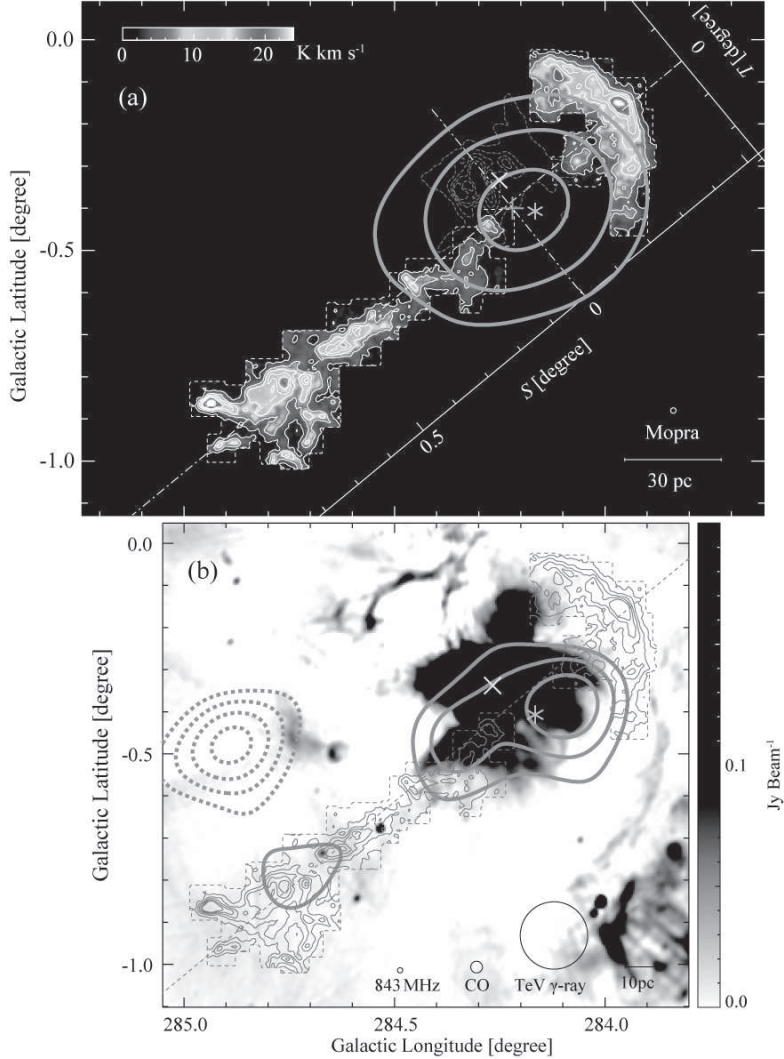 0.0
0 10 20 K km s⁻¹
(a)
T [degree]
0
Galactic Latitude [degree]
-0.5
0
S [degree]
0.5
Mopra
-1.0
30 pc
0.0
(b)
Galactic Latitude [degree]
-0.5
0.1
Jy Beam⁻¹
843 MHz CO TeV γ-ray 10pc
-1.0
0.0
285.0 284.5 284.0
Galactic Longitude [degree]